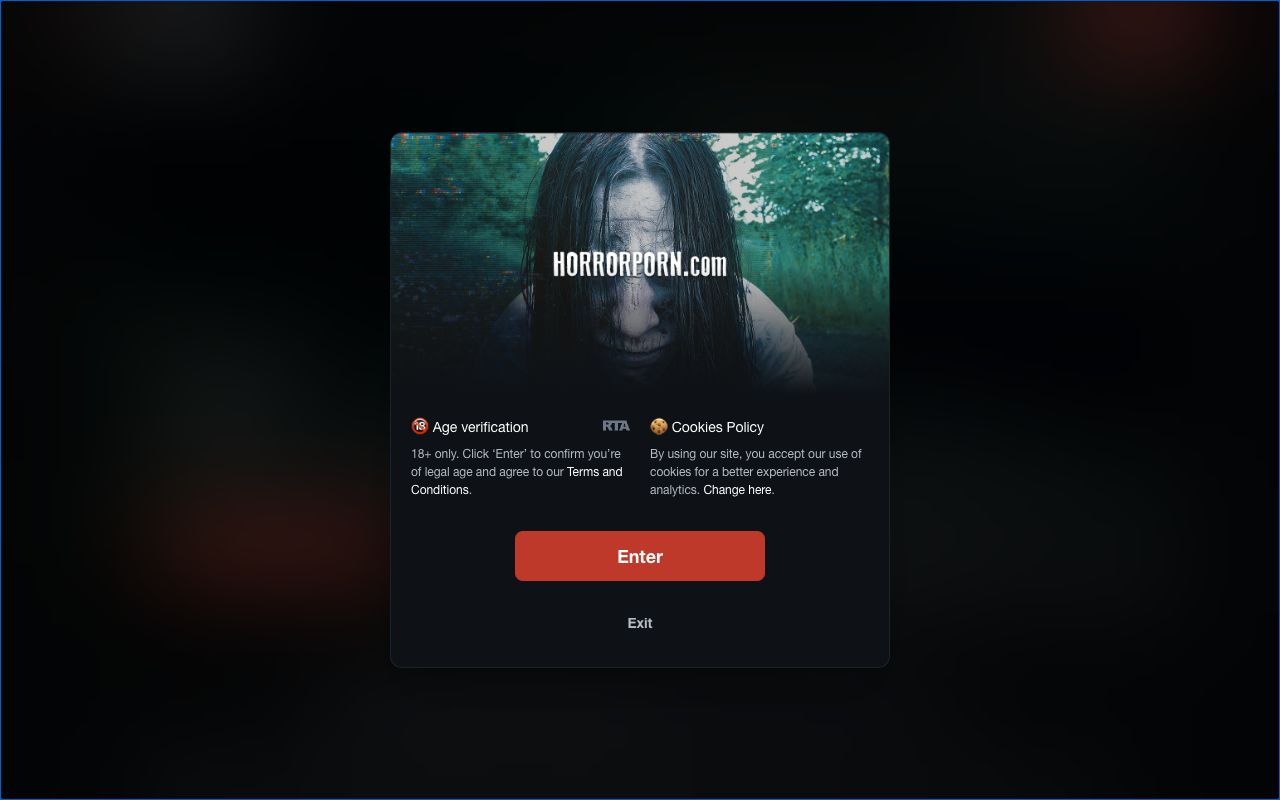 HORRORPORN.com
🔞 Age verification
RTA
18+ only. Click ‘Enter’ to confirm you’re
of legal age and agree to our Terms and
Conditions.
🍪 Cookies Policy
By using our site, you accept our use of
cookies for a better experience and
analytics. Change here.
Enter
Exit